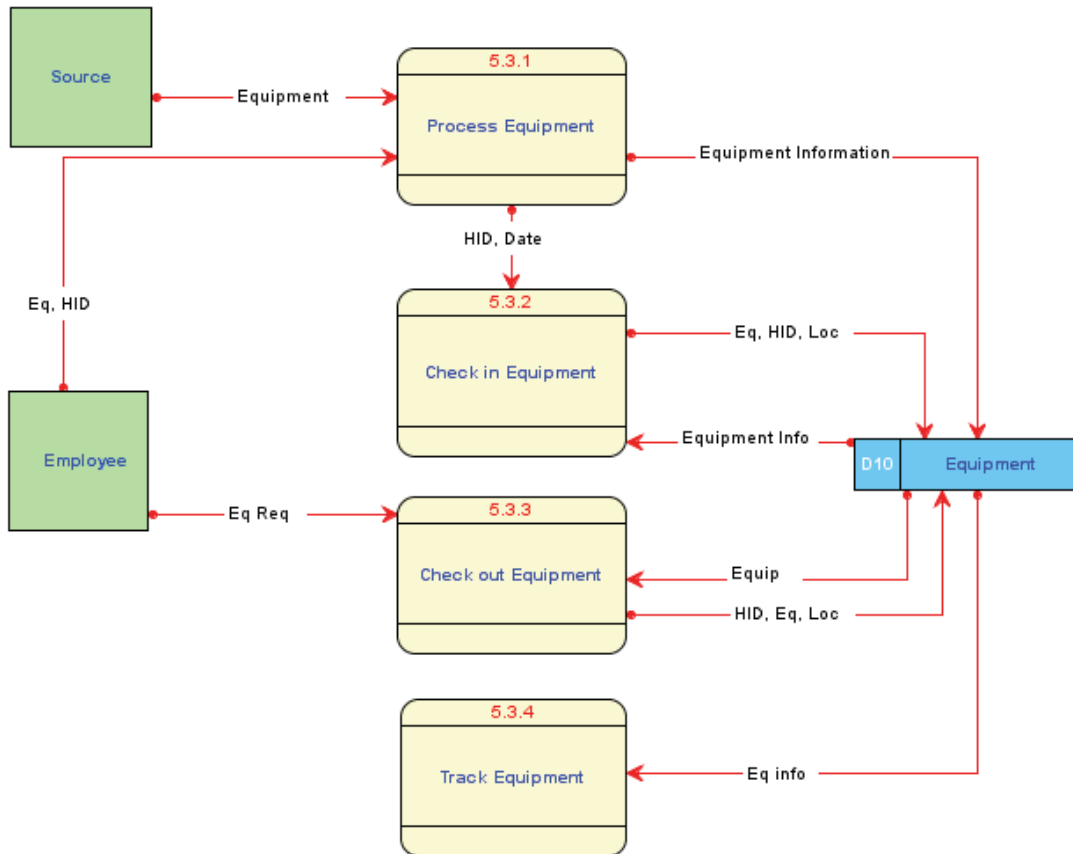 Source
5.3.1
Equipment
Process Equipment
Equipment Information
HID, Date
Eq, HID
5.3.2
Eq, HID, Loc
Check in Equipment
Equipment Info
Employee
D10
Equipment
Eq Req
5.3.3
Check out Equipment
Equip
HID, Eq, Loc
5.3.4
Track Equipment
Eq info